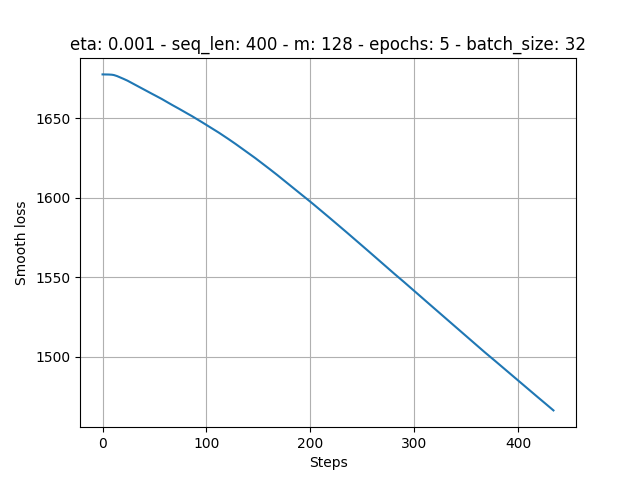 eta: 0.001 - seq_len: 400 - m: 128 - epochs: 5 - batch_size: 32
Smooth loss
1650
1600
1550
1500
0 100 200 300 400
Steps